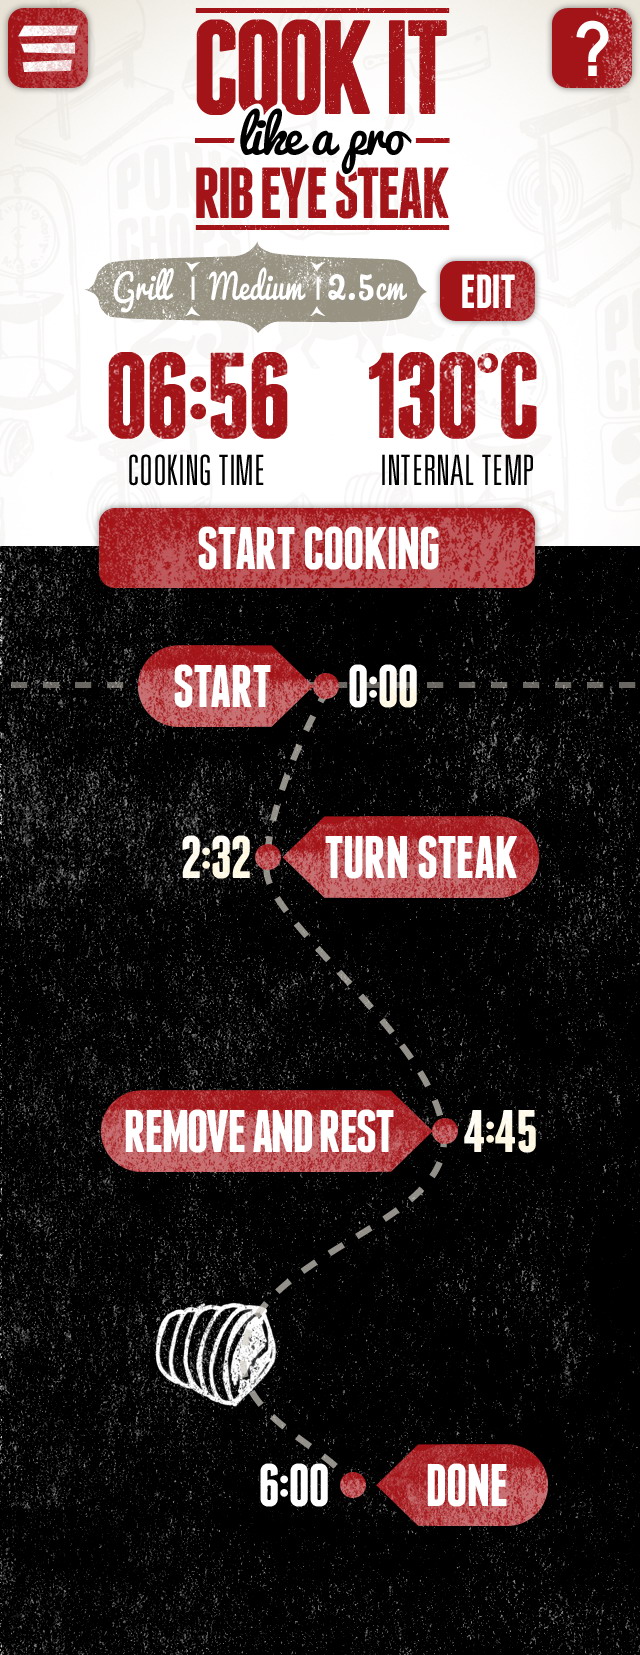 COOK IT
like a pro
RIB EYE STEAK
Grill Medium 2.5cm EDIT
06:56 130°C
COOKING TIME INTERNAL TEMP
START COOKING
START 0:00
2:32 TURN STEAK
REMOVE AND REST 4:45
6:00 DONE